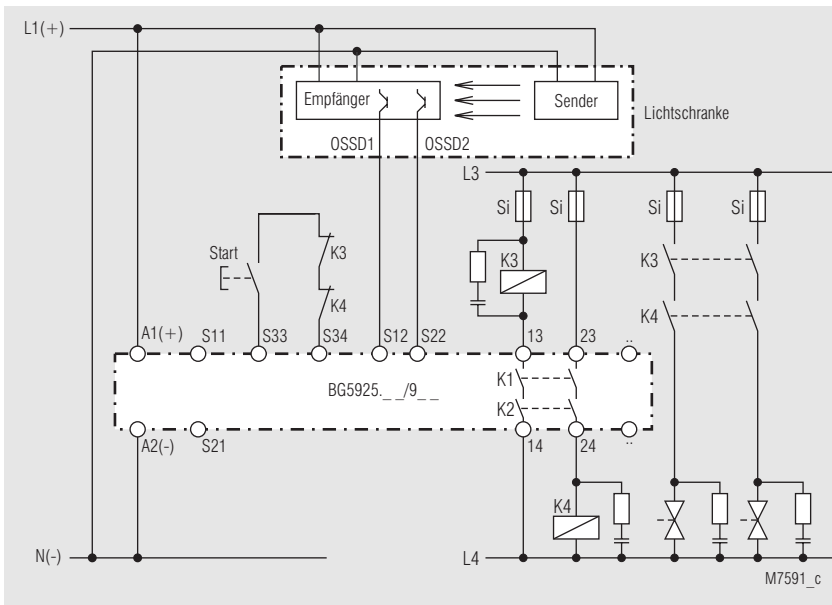 L1(+)
Empfänger
Sender
Lichtschranke
OSSD1
OSSD2
L3
Si
Si
Si
Si
Start
K3
K3
K3
K4
K4
A1(+)
S11
S33
S34
S12
S22
13
23
..
K1
BG5925._ _/9_ _
K2
A2(-)
S21
14
24
..
K4
N(-)
L4
M7591_c